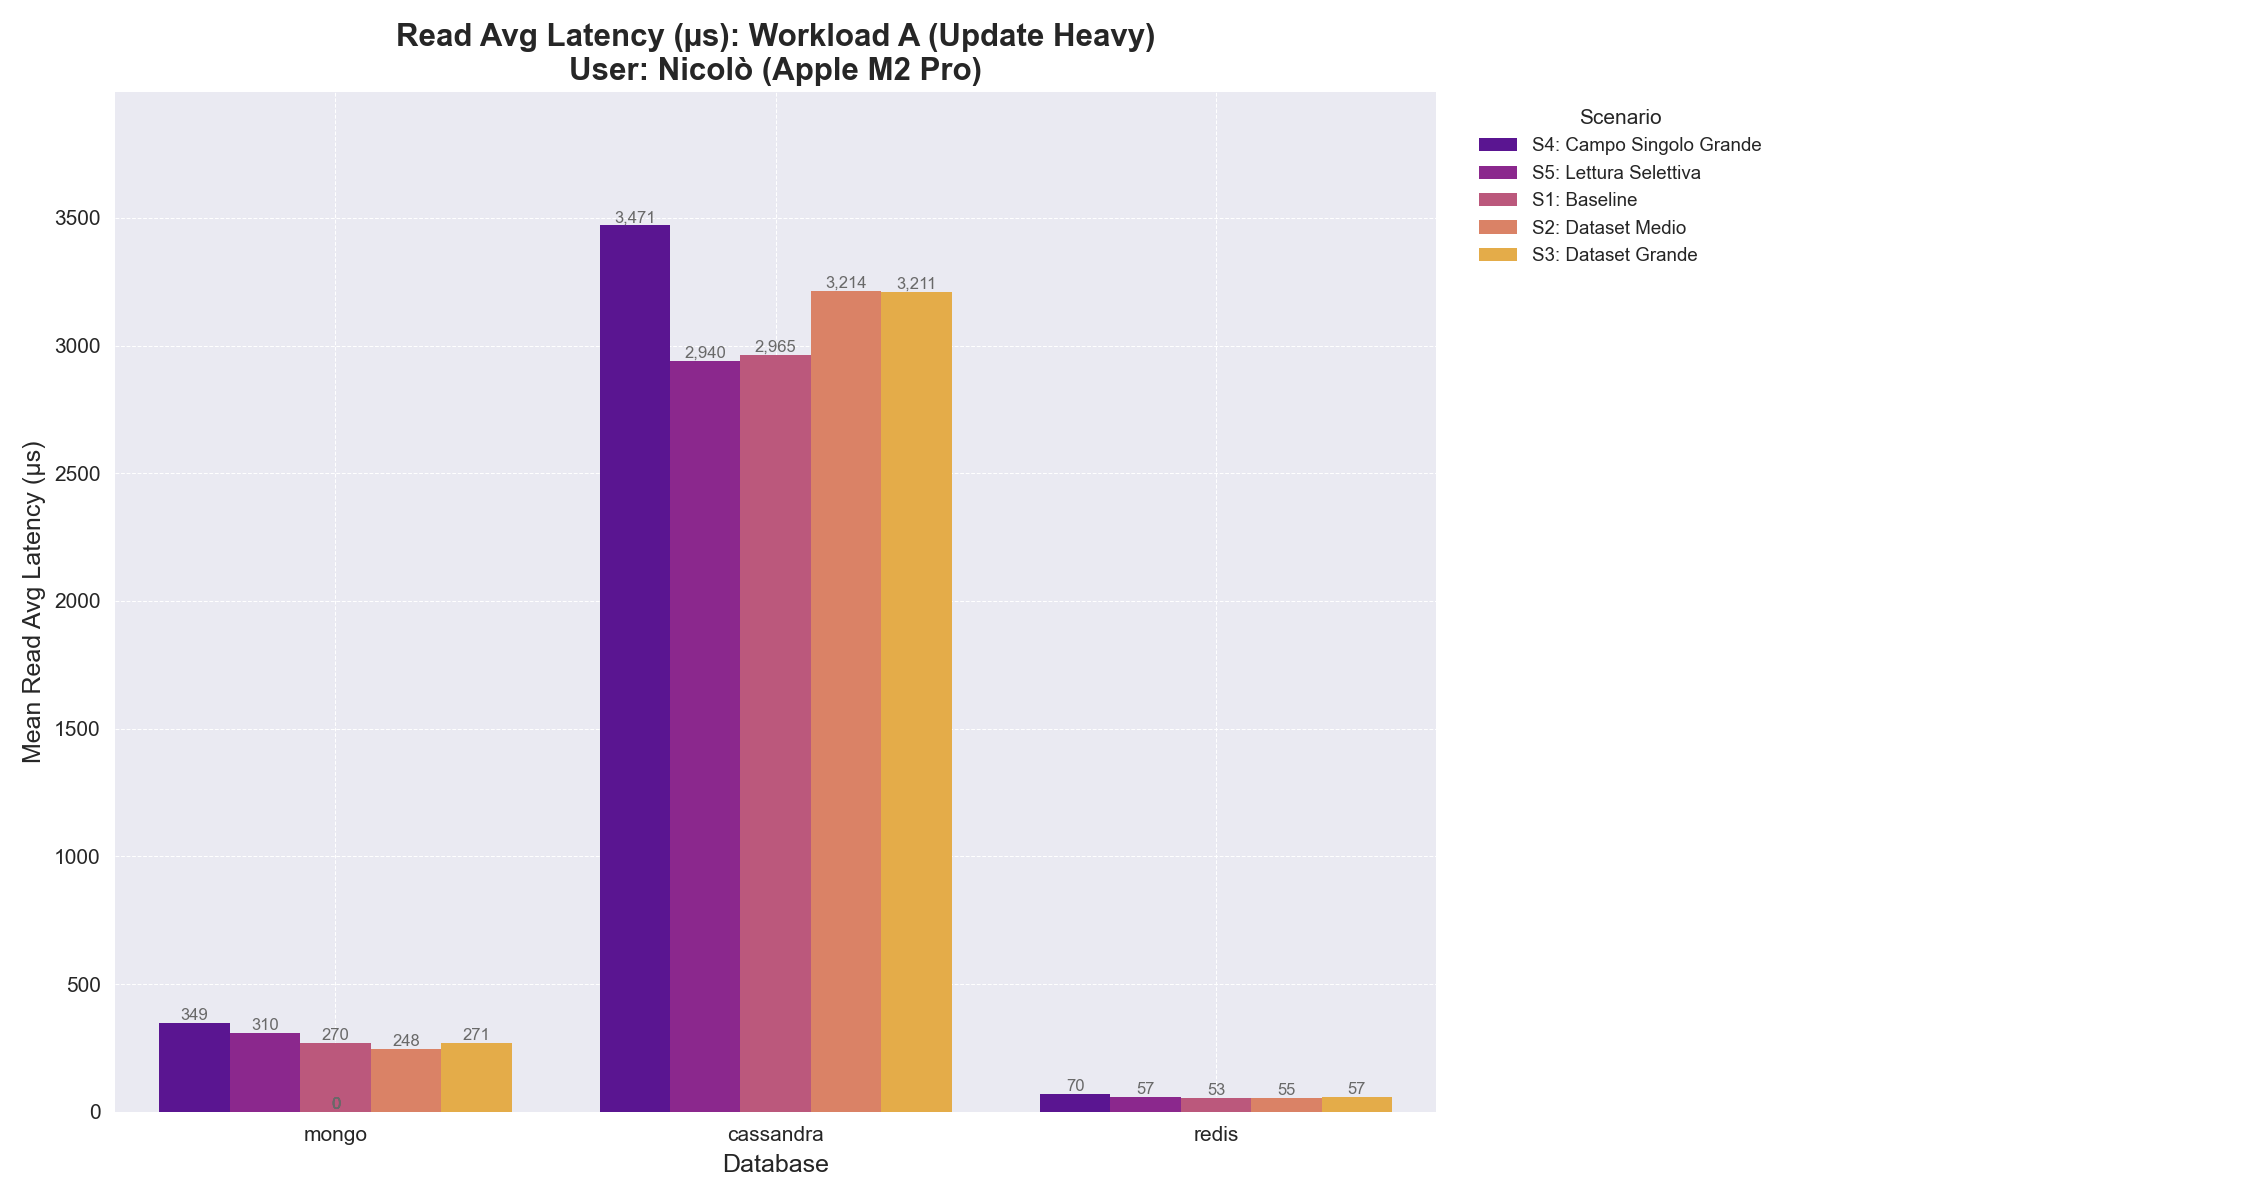 Read Avg Latency (µs): Workload A (Update Heavy)
User: Nicolò (Apple M2 Pro)
Mean Read Avg Latency (µs)
3500
3000
2500
2000
1500
1000
500
0
349
310
270
248
271
0
3,471
2,940
2,965
3,214
3,211
70
57
53
55
57
mongo
cassandra
redis
Database
Scenario
S4: Campo Singolo Grande
S5: Lettura Selettiva
S1: Baseline
S2: Dataset Medio
S3: Dataset Grande